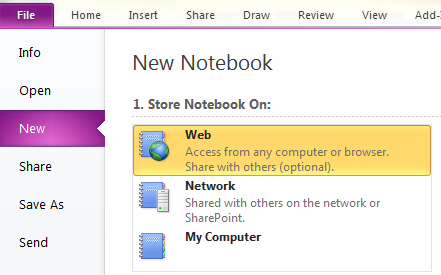 File Home Insert Share Draw Review View Add-I
Info
Open
New
Share
Save As
Send
New Notebook
1. Store Notebook On:
Web
Access from any computer or browser.
Share with others (optional).
Network
Shared with others on the network or
SharePoint.
My Computer